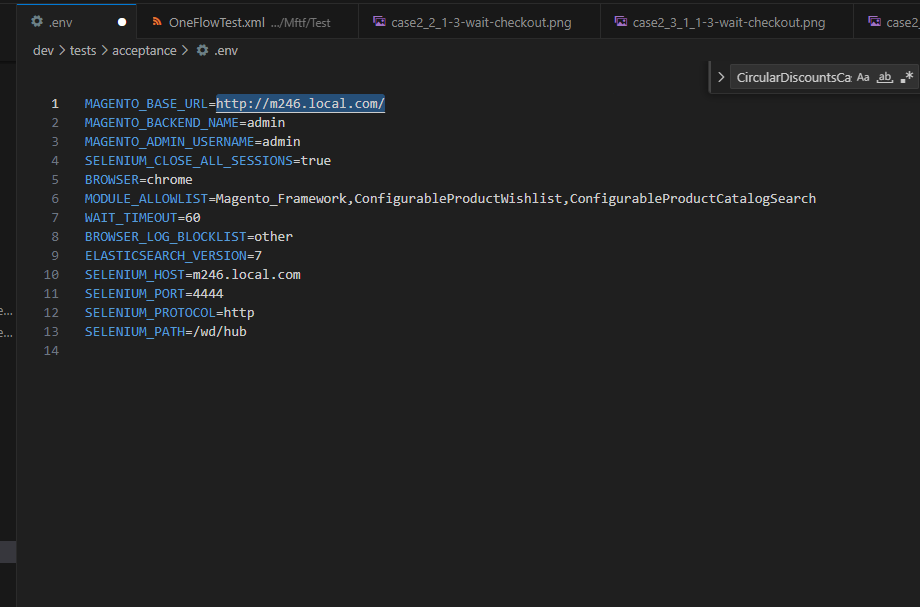 .env
OneFlowTest.xml .../Mftf/Test
case2_2_1-3-wait-checkout.png
case2_3_1_1-3-wait-checkout.png
case2_
dev > tests > acceptance > .env
CircularDiscountsCa Aa ab .*
1 MAGENTO_BASE_URL=http://m246.local.com/
2 MAGENTO_BACKEND_NAME=admin
3 MAGENTO_ADMIN_USERNAME=admin
4 SELENIUM_CLOSE_ALL_SESSIONS=true
5 BROWSER=chrome
6 MODULE_ALLOWLIST=Magento_Framework,ConfigurableProductWishlist,ConfigurableProductCatalogSearch
7 WAIT_TIMEOUT=60
8 BROWSER_LOG_BLOCKLIST=other
9 ELASTICSEARCH_VERSION=7
10 SELENIUM_HOST=m246.local.com
11 SELENIUM_PORT=4444
12 SELENIUM_PROTOCOL=http
e...
13 SELENIUM_PATH=/wd/hub
e...
14